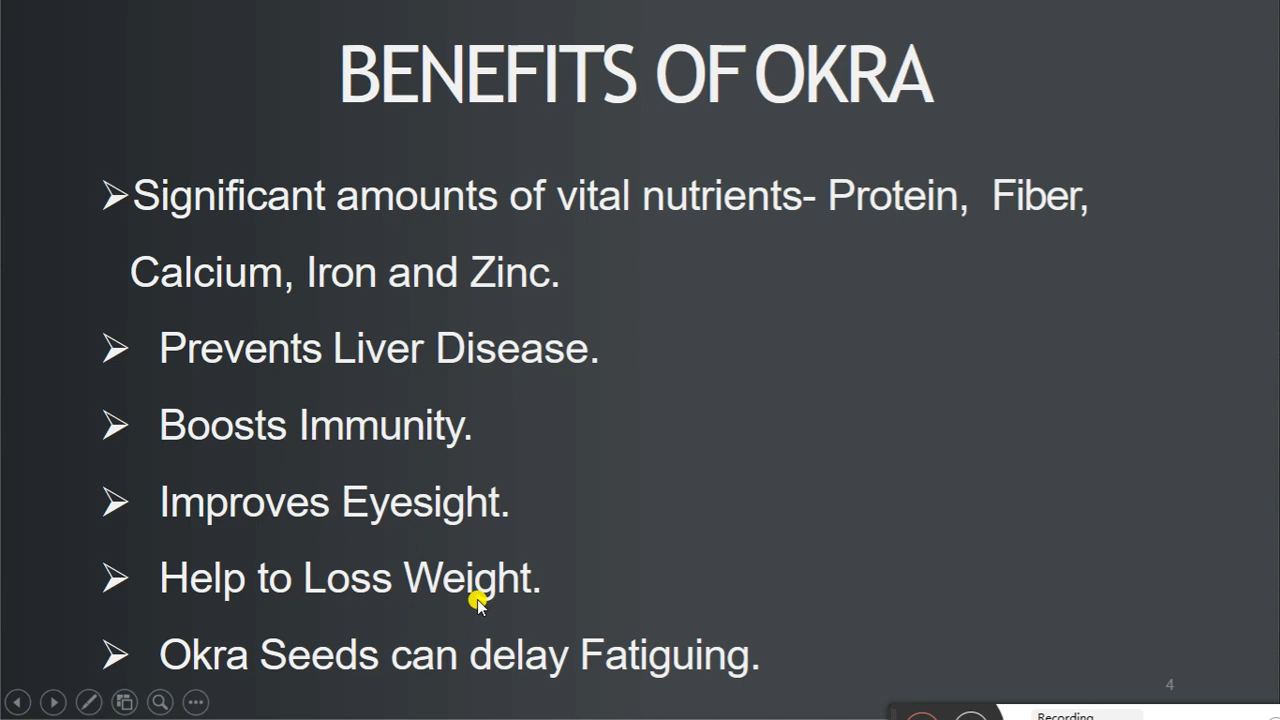 BENEFITS OF OKRA
➢Significant amounts of vital nutrients- Protein, Fiber,
Calcium, Iron and Zinc.
➢ Prevents Liver Disease.
➢ Boosts Immunity.
➢ Improves Eyesight.
➢ Help to Loss Weight.
➢ Okra Seeds can delay Fatiguing.
4
Recording